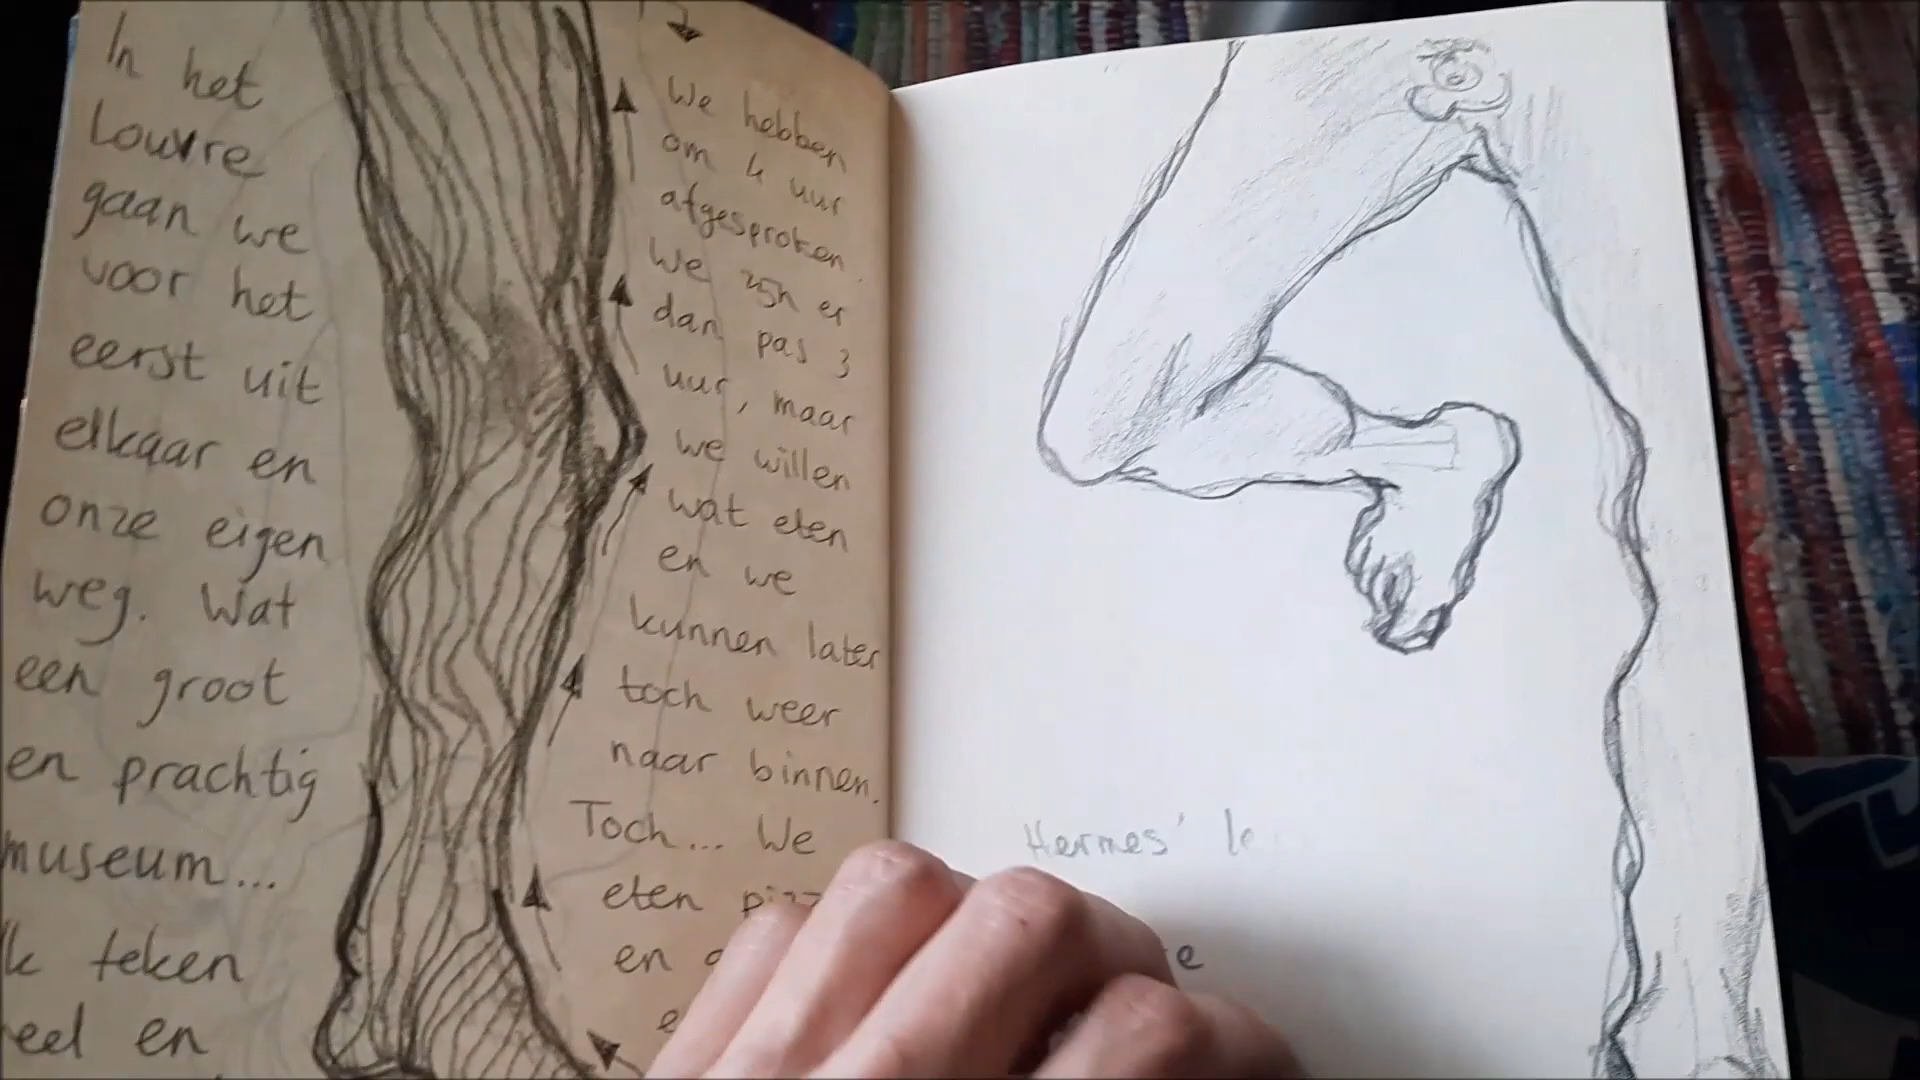 In het
Louvre
gaan we
voor het
eerst uit
elkaar en
onze eigen
weg. Wat
een groot
en prachtig
museum...
Ik teken
eel en
We hebben
om 4 uur
afgesproken.
We zijn er
dan pas 3
uur, maar
we willen
wat eten
en we
kunnen later
toch weer
naar binnen.
Toch... We
eten
en
Hermes'